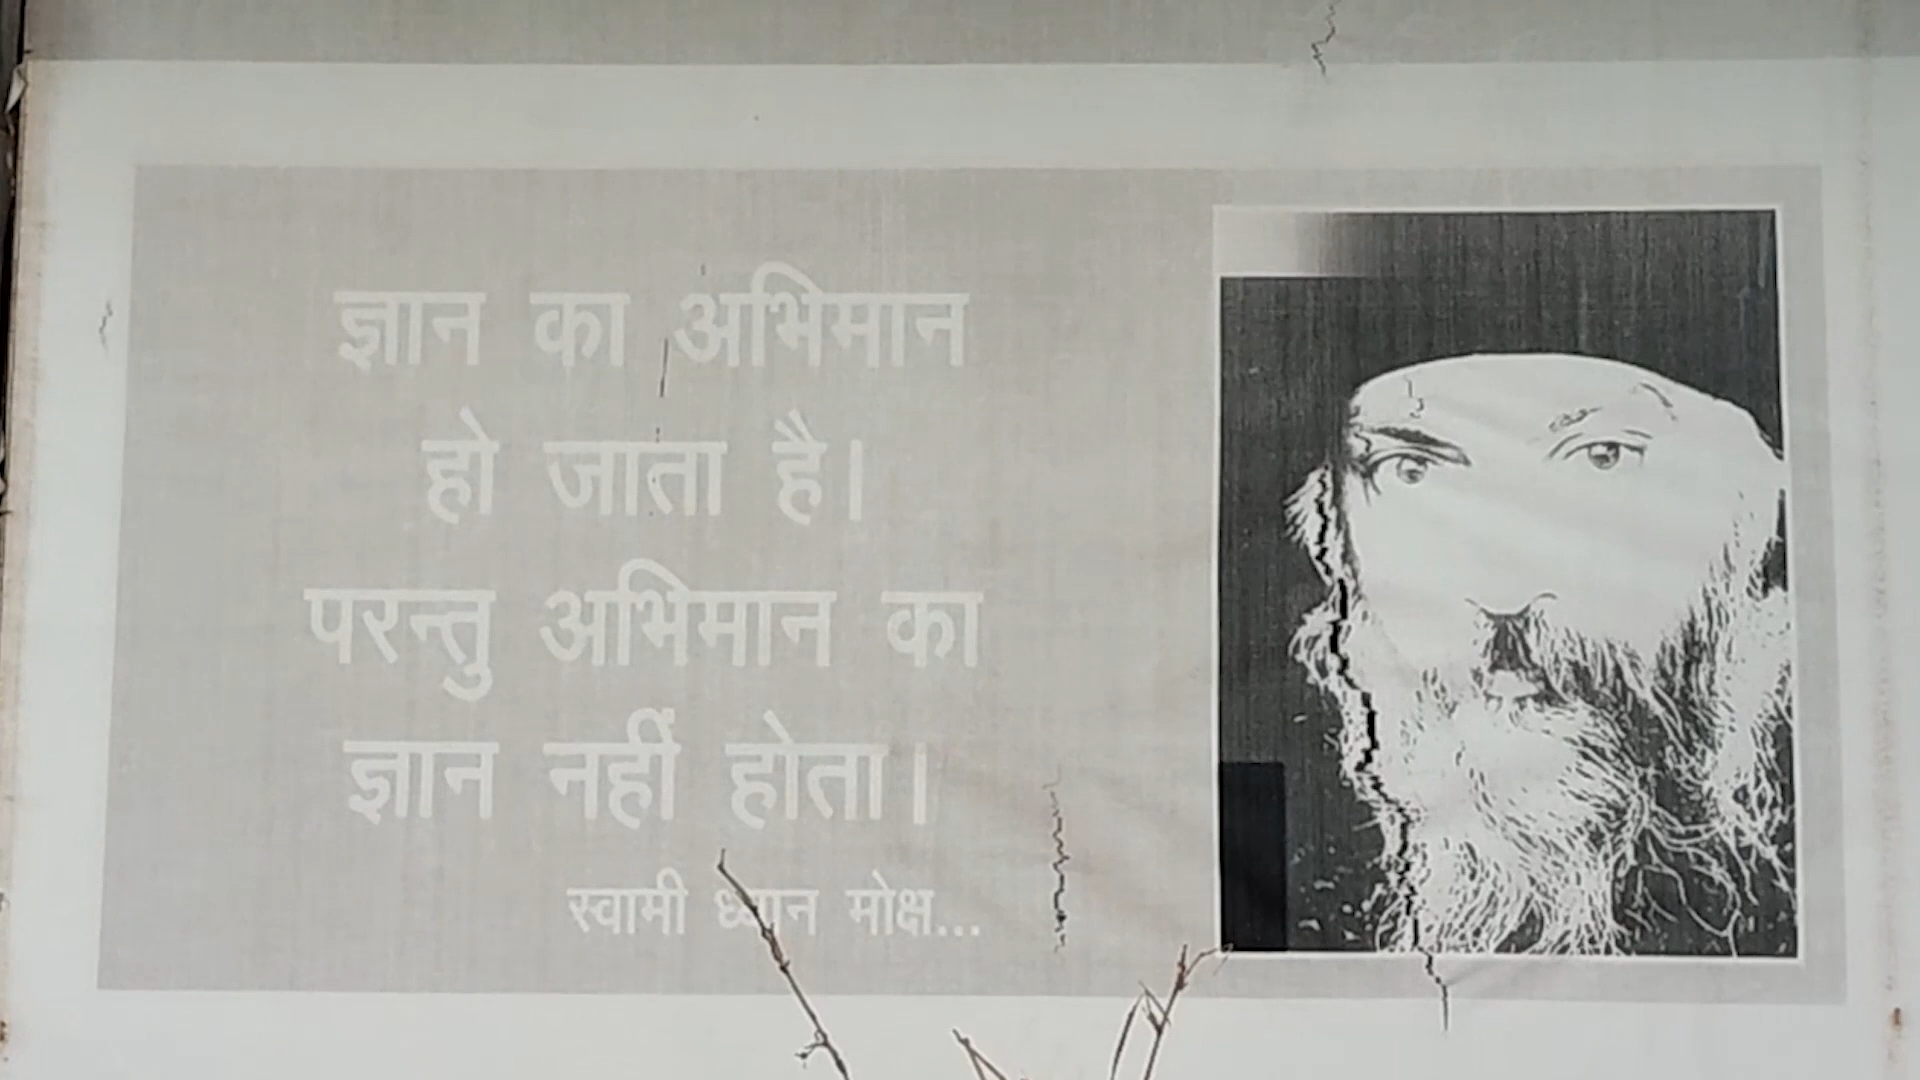 ज्ञान का अभिमान
हो जाता है।
परन्तु अभिमान का
ज्ञान नहीं होता।
स्वामी ध्यान मोक्ष...